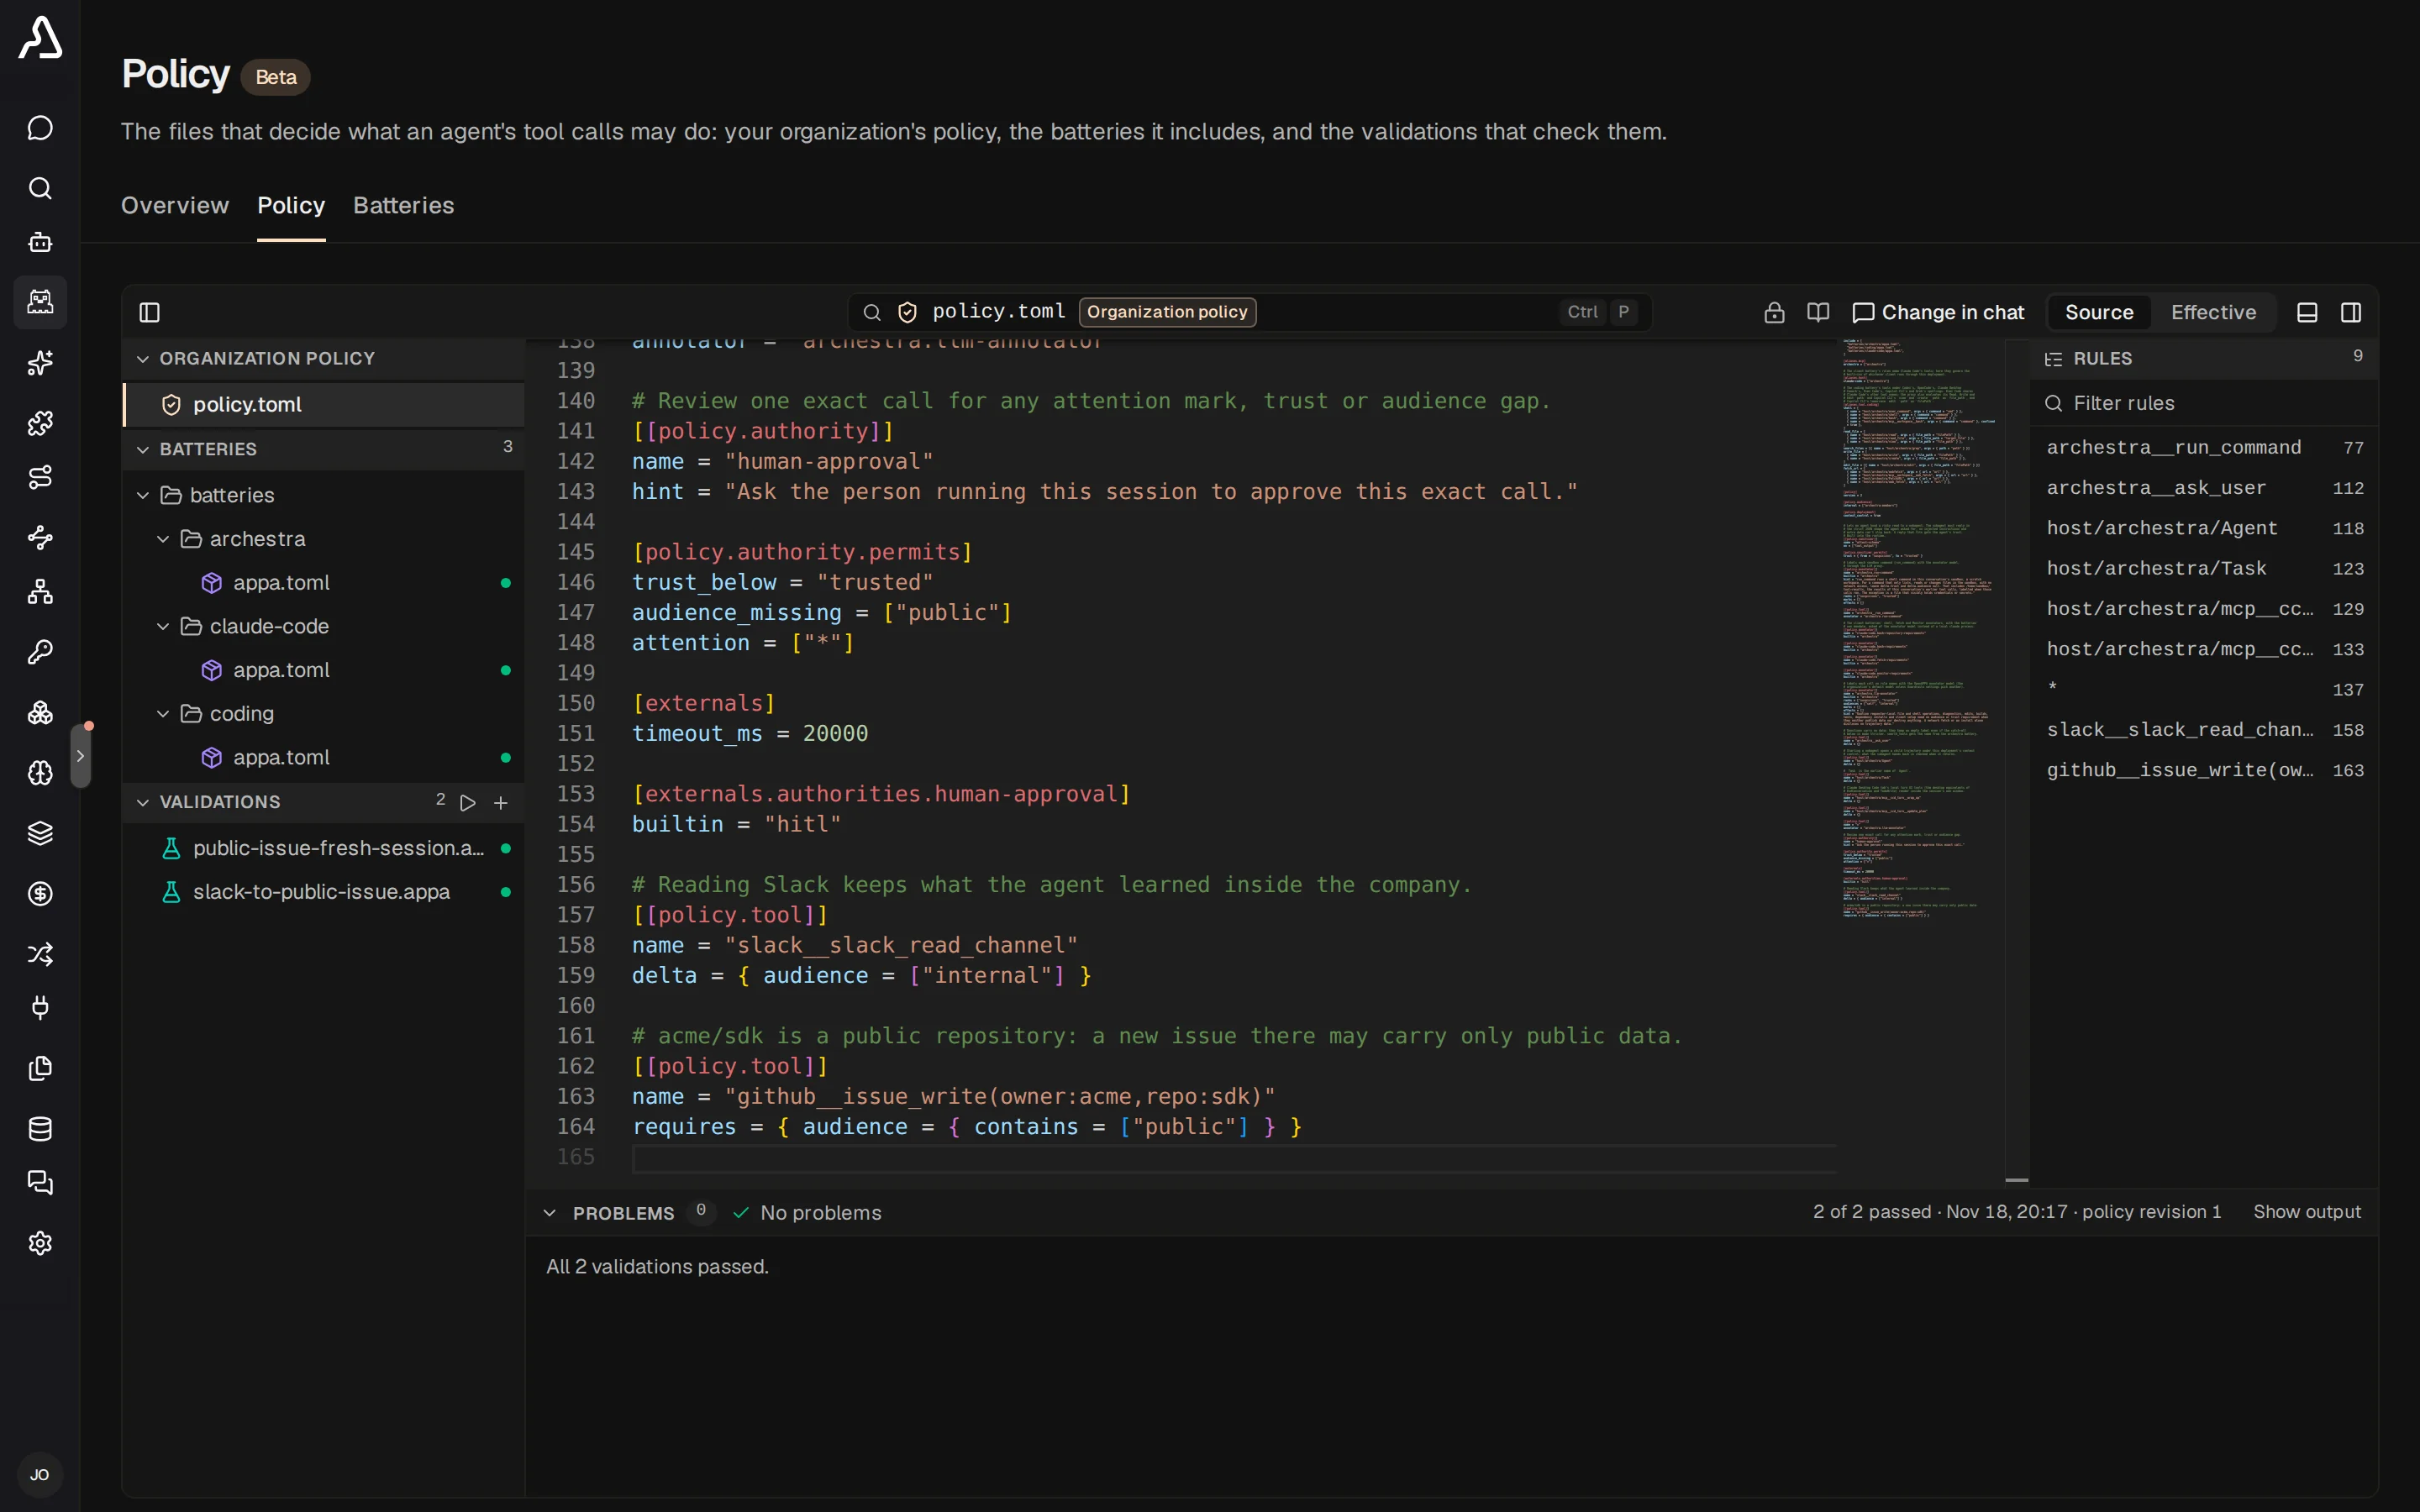 Policy Beta
The files that decide what an agent's tool calls may do: your organization's policy, the batteries it includes, and the validations that check them.
Overview Policy Batteries
policy.toml Organization policy Ctrl P
Change in chat Source Effective
ORGANIZATION POLICY
policy.toml
BATTERIES 3
batteries
archestra
appa.toml
claude-code
appa.toml
coding
appa.toml
VALIDATIONS 2
public-issue-fresh-session.a...
slack-to-public-issue.appa
138 annotator = "archestra.llm-annotator"
139
140 # Review one exact call for any attention mark, trust or audience gap.
141 [[policy.authority]]
142 name = "human-approval"
143 hint = "Ask the person running this session to approve this exact call."
144
145 [policy.authority.permits]
146 trust_below = "trusted"
147 audience_missing = ["public"]
148 attention = ["*"]
149
150 [externals]
151 timeout_ms = 20000
152
153 [externals.authorities.human-approval]
154 builtin = "hitl"
155
156 # Reading Slack keeps what the agent learned inside the company.
157 [[policy.tool]]
158 name = "slack__slack_read_channel"
159 delta = { audience = ["internal"] }
160
161 # acme/sdk is a public repository: a new issue there may carry only public data.
162 [[policy.tool]]
163 name = "github__issue_write(owner:acme,repo:sdk)"
164 requires = { audience = { contains = ["public"] } }
165
RULES 9
Filter rules
archestra__run_command 77
archestra__ask_user 112
host/archestra/Agent 118
host/archestra/Task 123
host/archestra/mcp__cc... 129
host/archestra/mcp__cc... 133
* 137
slack__slack_read_chan... 158
github__issue_write(ow... 163
PROBLEMS 0 No problems
2 of 2 passed · Nov 18, 20:17 · policy revision 1 Show output
All 2 validations passed.
JO